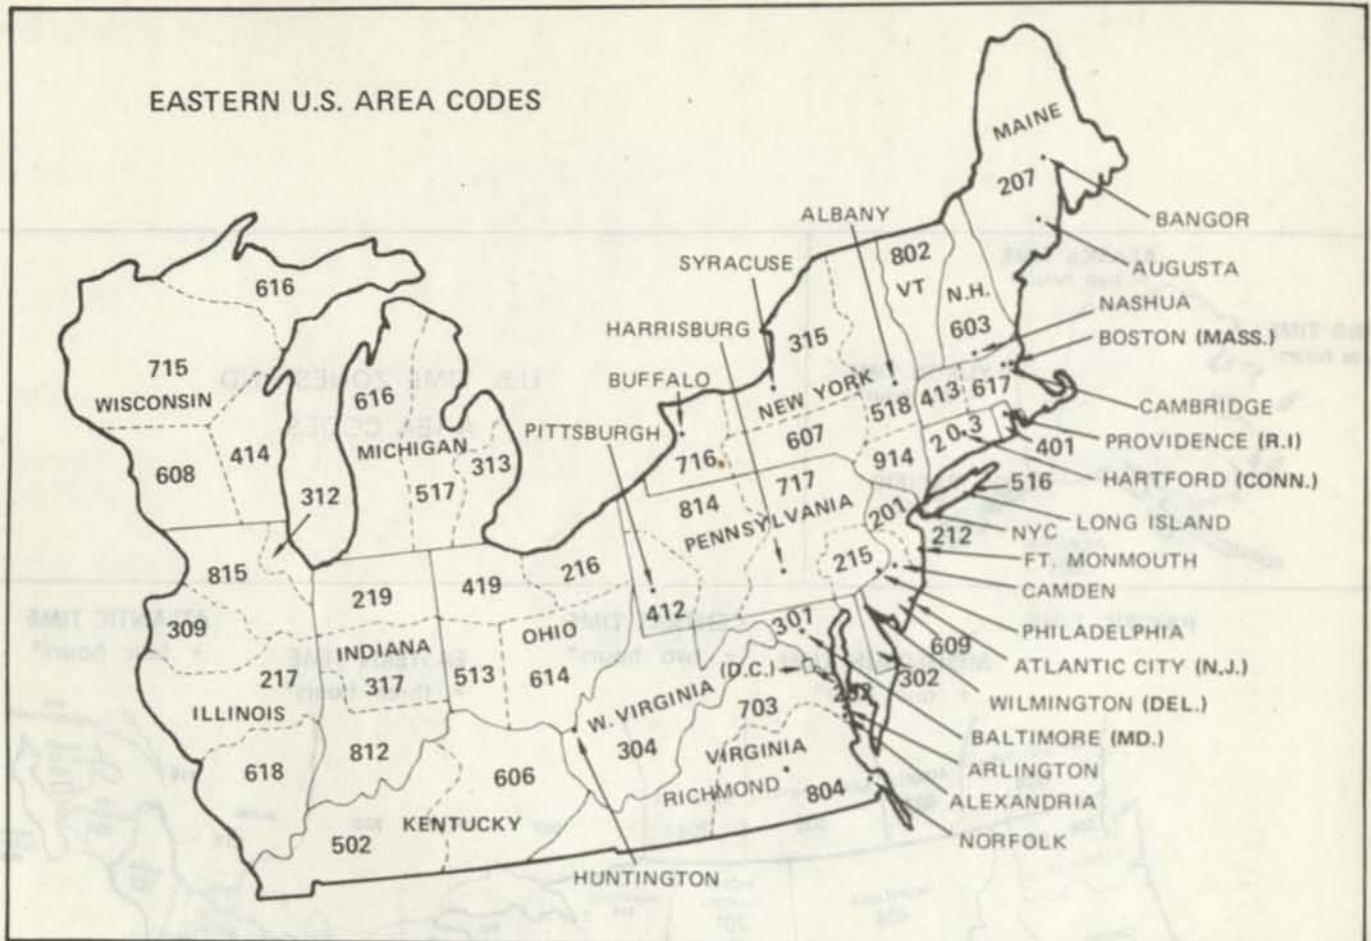 EASTERN U.S. AREA CODES
MAINE
207
ALBANY
BANGOR
802
SYRACUSE
AUGUSTA
616
VT
N.H.
NASHUA
HARRISBURG
315
603
BOSTON (MASS.)
715
BUFFALO
NEW YORK
WISCONSIN
616
518
413
617
CAMBRIDGE
PITTSBURGH
MICHIGAN
607
203
401
PROVIDENCE (R.I)
414
716
914
608
313
HARTFORD (CONN.)
312
517
717
516
814
PENNSYLVANIA
201
LONG ISLAND
NYC
212
FT. MONMOUTH
815
216
215
CAMDEN
219
419
412
309
301
PHILADELPHIA
OHIO
609
INDIANA
ATLANTIC CITY (N.J.)
217
317
513
614
(D.C.)
302
W. VIRGINIA
WILMINGTON (DEL.)
ILLINOIS
703
BALTIMORE (MD.)
812
304
VIRGINIA
618
606
ARLINGTON
RICHMOND
804
ALEXANDRIA
KENTUCKY
502
NORFOLK
HUNTINGTON